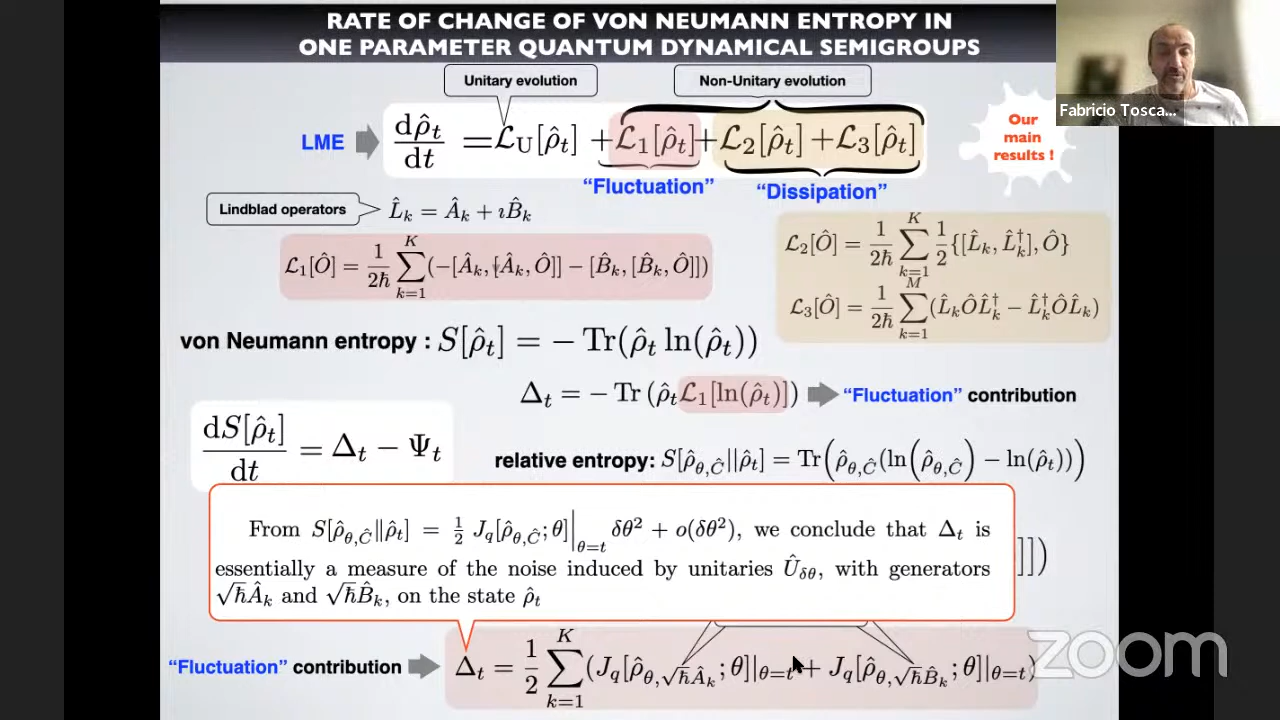 RATE OF CHANGE OF VON NEUMANN ENTROPY IN
ONE PARAMETER QUANTUM DYNAMICAL SEMIGROUPS
Fabricio Tosca...
Unitary evolution
Non-Unitary evolution
Our
main
results !
LME
dρ̂_t/dt = ℒ_U[ρ̂_t] + ℒ_1[ρ̂_t] + ℒ_2[ρ̂_t] + ℒ_3[ρ̂_t]
“Fluctuation”
“Dissipation”
Lindblad operators
L̂_k = Â_k + ıB̂_k
ℒ_1[Ô] = 1/2ħ ∑_{k=1}^{K} (−[Â_k, [Â_k, Ô]] − [B̂_k, [B̂_k, Ô]])
ℒ_2[Ô] = 1/2ħ ∑_{k=1}^{K} 1/2 {[L̂_k, L̂_k^†], Ô}
ℒ_3[Ô] = 1/2ħ ∑_{k=1}^{M} (L̂_k Ô L̂_k^† − L̂_k^† Ô L̂_k)
von Neumann entropy : S[ρ̂_t] = − Tr(ρ̂_t ln(ρ̂_t))
Δ_t = − Tr (ρ̂_t ℒ_1[ln(ρ̂_t)])
“Fluctuation” contribution
dS[ρ̂_t]/dt = Δ_t − Ψ_t
relative entropy: S[ρ̂_{θ,Ĉ}||ρ̂_t] = Tr(ρ̂_{θ,Ĉ}(ln(ρ̂_{θ,Ĉ}) − ln(ρ̂_t)))
From S[ρ̂_{θ,Ĉ}‖ρ̂_t] = 1/2 J_q[ρ̂_{θ,Ĉ}; θ]|_{θ=t} δθ² + o(δθ²), we conclude that Δ_t is
essentially a measure of the noise induced by unitaries Û_{δθ}, with generators
√ħÂ_k and √ħB̂_k, on the state ρ̂_t
]])
“Fluctuation” contribution
Δ_t = 1/2 ∑_{k=1}^{K} (J_q[ρ̂_{θ,√ħÂ_k}; θ]|_{θ=t} + J_q[ρ̂_{θ,√ħB̂_k}; θ]|_{θ=t})
zoom